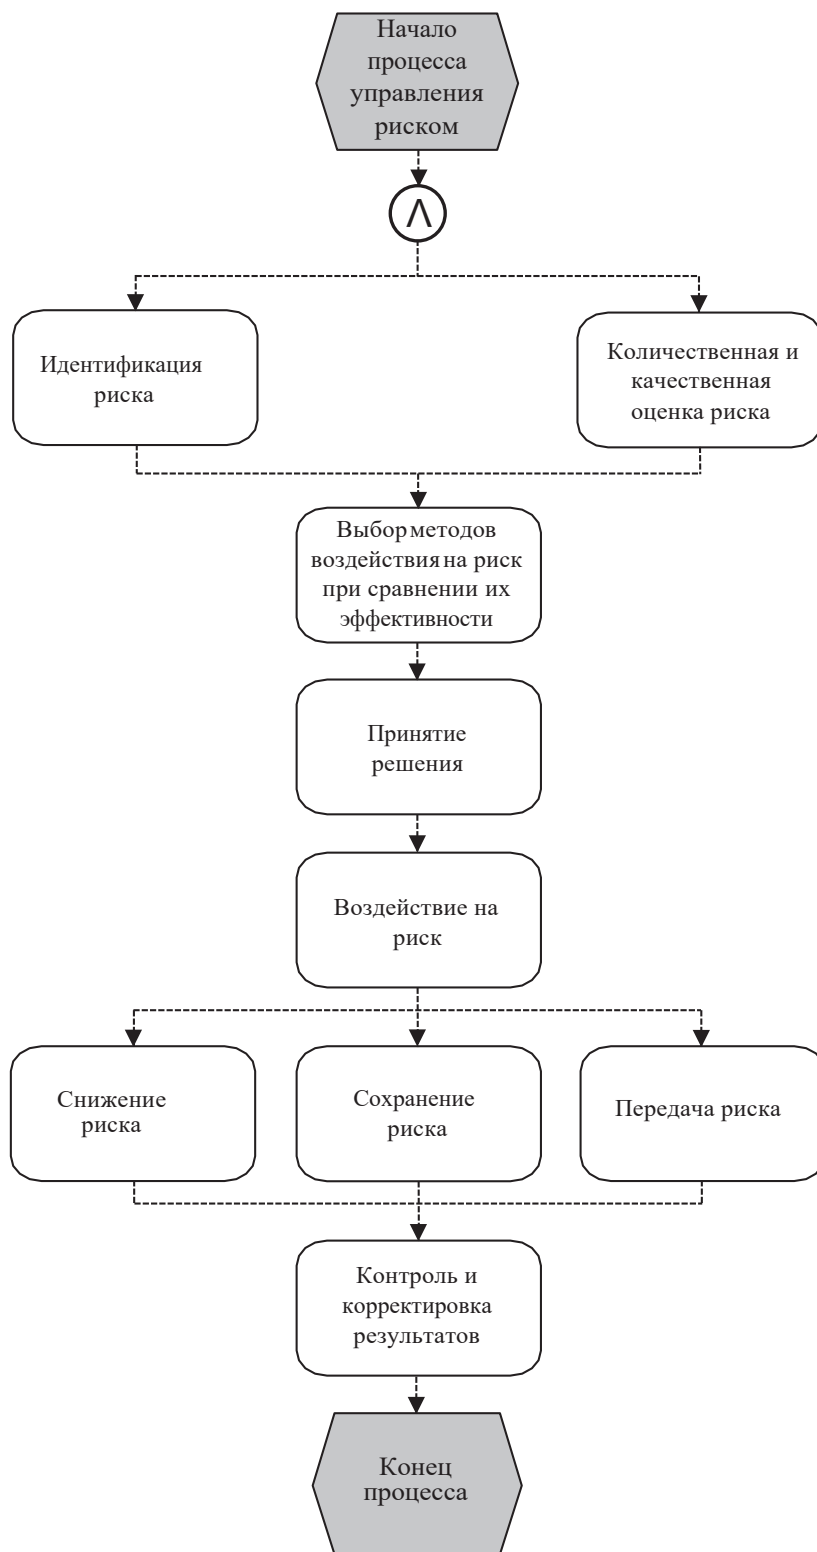 Начало
процесса
управления
риском
Λ
Идентификация
риска
Количественная и
качественная
оценка риска
Выбор методов
воздействия на риск
при сравнении их
эффективности
Принятие
решения
Воздействие на
риск
Снижение
риска
Сохранение
риска
Передача риска
Контроль и
корректировка
результатов
Конец
процесса